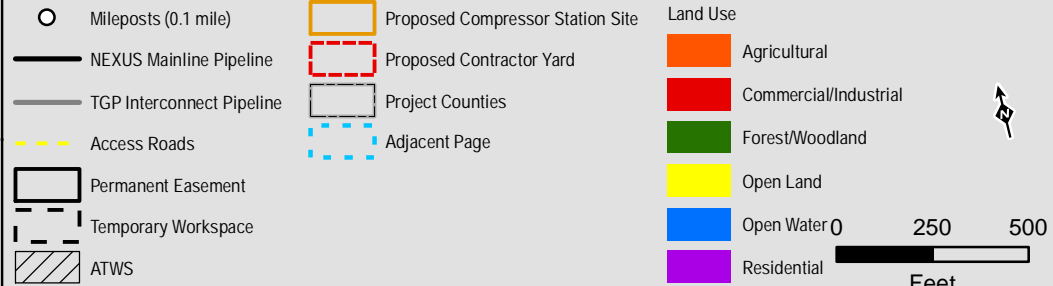 Mileposts (0.1 mile)
NEXUS Mainline Pipeline
TGP Interconnect Pipeline
Access Roads
Permanent Easement
Temporary Workspace
ATWS
Proposed Compressor Station Site
Proposed Contractor Yard
Project Counties
Adjacent Page
Land Use
Agricultural
Commercial/Industrial
Forest/Woodland
Open Land
Open Water
Residential
N
0 250 500
Feet